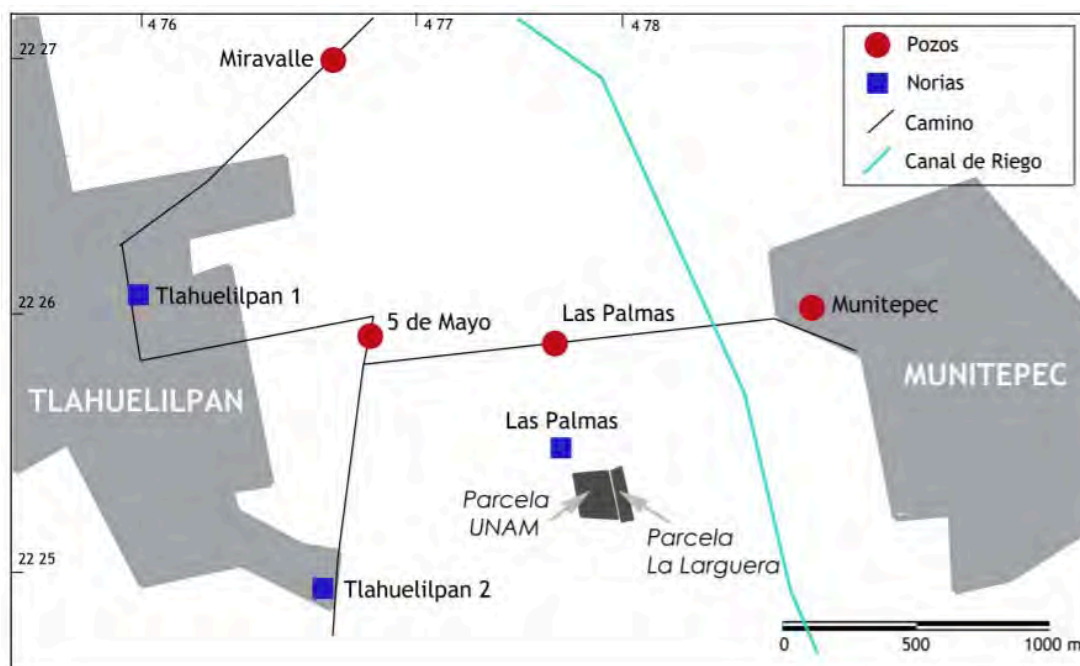 4 76
4 77
4 78
22 27
Miravalle
Pozos
Norias
Camino
Canal de Riego
22 26
Tlahuelilpan 1
5 de Mayo
Las Palmas
Munitepec
TLAHUELILPAN
MUNITEPEC
Las Palmas
Parcela
UNAM
Parcela
La Larguera
22 25
Tlahuelilpan 2
0 500 1000 m